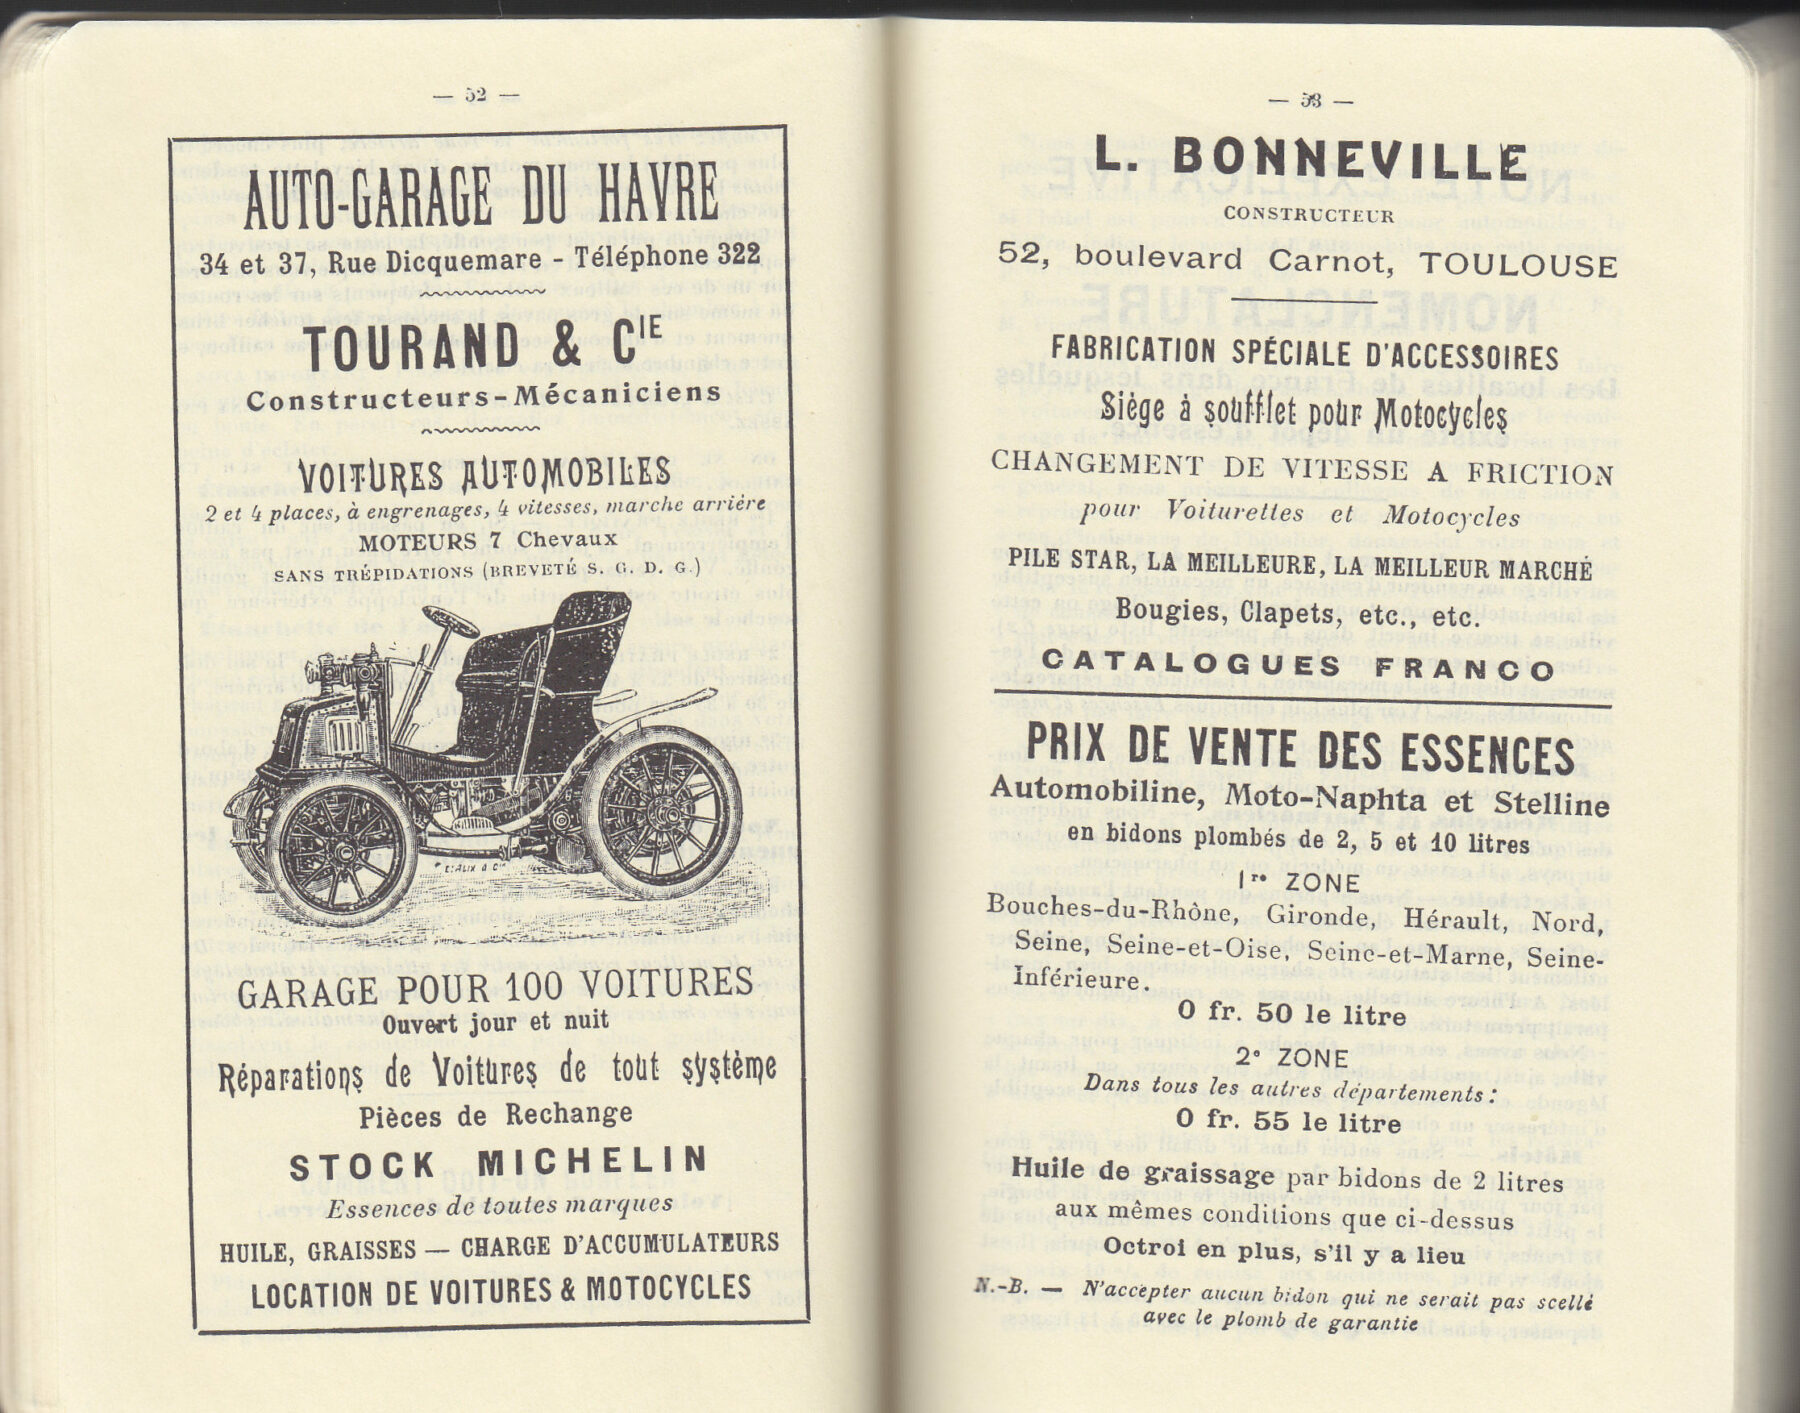 — 52 —
AUTO-GARAGE DU HAVRE
34 et 37, Rue Dicquemare - Téléphone 322
TOURAND & CIE
Constructeurs-Mécaniciens
VOITURES AUTOMOBILES
2 et 4 places, à engrenages, 4 vitesses, marche arrière
MOTEURS 7 Chevaux
SANS TRÉPIDATIONS (BREVETÉ S. G. D. G.)
GARAGE POUR 100 VOITURES
Ouvert jour et nuit
Réparations de Voitures de tout système
Pièces de Rechange
STOCK MICHELIN
Essences de toutes marques
HUILE, GRAISSES — CHARGE D'ACCUMULATEURS
LOCATION DE VOITURES & MOTOCYCLES
— 53 —
L. BONNEVILLE
CONSTRUCTEUR
52, boulevard Carnot, TOULOUSE
FABRICATION SPÉCIALE D'ACCESSOIRES
Siège à soufflet pour Motocycles
CHANGEMENT DE VITESSE A FRICTION
pour Voiturettes et Motocycles
PILE STAR, LA MEILLEURE, LA MEILLEUR MARCHÉ
Bougies, Clapets, etc., etc.
CATALOGUES FRANCO
PRIX DE VENTE DES ESSENCES
Automobiline, Moto-Naphta et Stelline
en bidons plombés de 2, 5 et 10 litres
1re ZONE
Bouches-du-Rhône, Gironde, Hérault, Nord,
Seine, Seine-et-Oise, Seine-et-Marne, Seine-
Inférieure.
0 fr. 50 le litre
2e ZONE
Dans tous les autres départements :
0 fr. 55 le litre
Huile de graissage par bidons de 2 litres
aux mêmes conditions que ci-dessus
Octroi en plus, s'il y a lieu
N.-B. — N'accepter aucun bidon qui ne serait pas scellé
avec le plomb de garantie